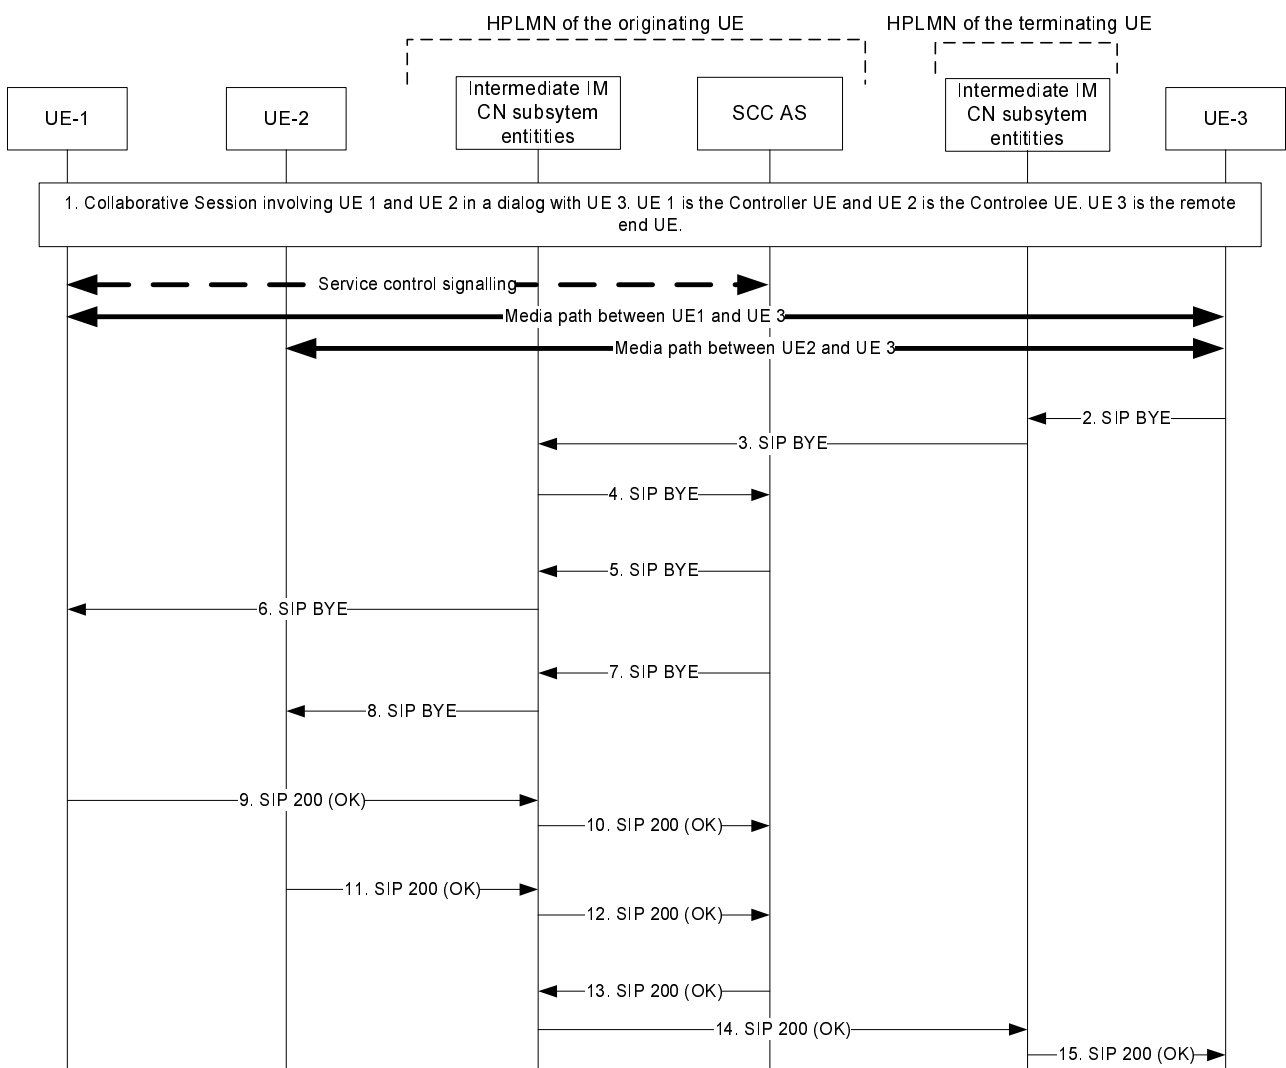 HPLMN of the originating UE
HPLMN of the terminating UE
UE-1
UE-2
Intermediate IM
CN subsytem
entitities
SCC AS
Intermediate IM
CN subsytem
entitities
UE-3
1. Collaborative Session involving UE 1 and UE 2 in a dialog with UE 3. UE 1 is the Controller UE and UE 2 is the Controlee UE. UE 3 is the remote
end UE.
Service control signalling
Media path between UE1 and UE 3
Media path between UE2 and UE 3
2. SIP BYE
3. SIP BYE
4. SIP BYE
5. SIP BYE
6. SIP BYE
7. SIP BYE
8. SIP BYE
9. SIP 200 (OK)
10. SIP 200 (OK)
11. SIP 200 (OK)
12. SIP 200 (OK)
13. SIP 200 (OK)
14. SIP 200 (OK)
15. SIP 200 (OK)